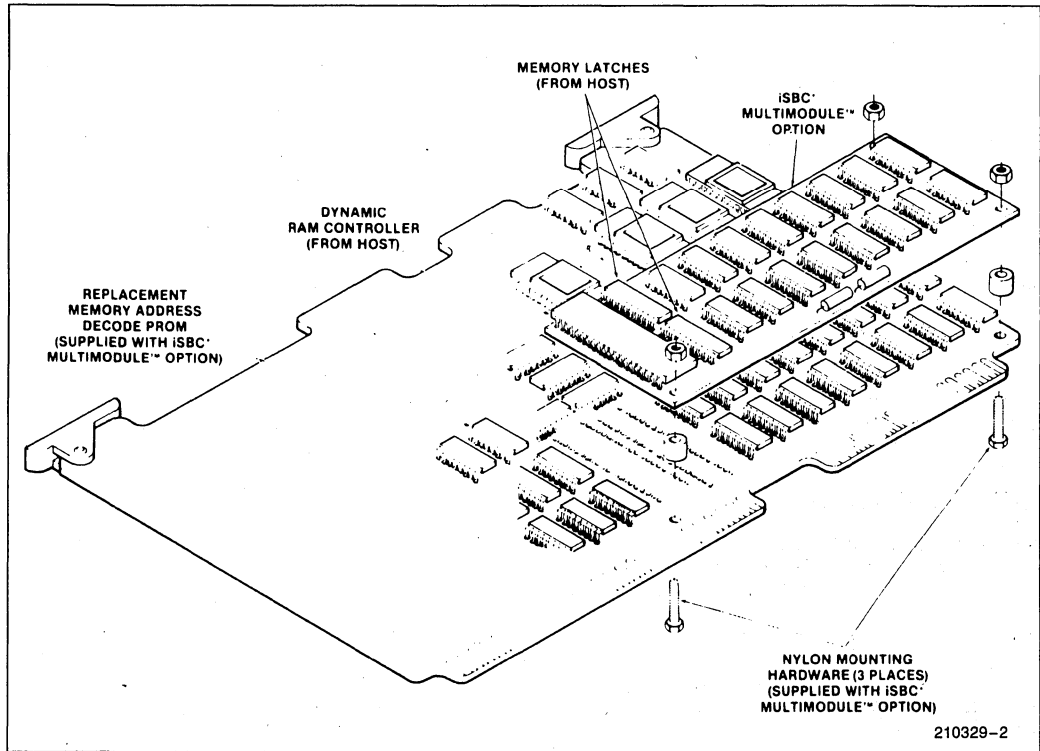 MEMORY LATCHES
(FROM HOST)
iSBC®
MULTIMODULE™
OPTION
DYNAMIC
RAM CONTROLLER
(FROM HOST)
REPLACEMENT
MEMORY ADDRESS
DECODE PROM
(SUPPLIED WITH iSBC®
MULTIMODULE™ OPTION)
NYLON MOUNTING
HARDWARE (3 PLACES)
(SUPPLIED WITH iSBC®
MULTIMODULE™ OPTION)
210329-2